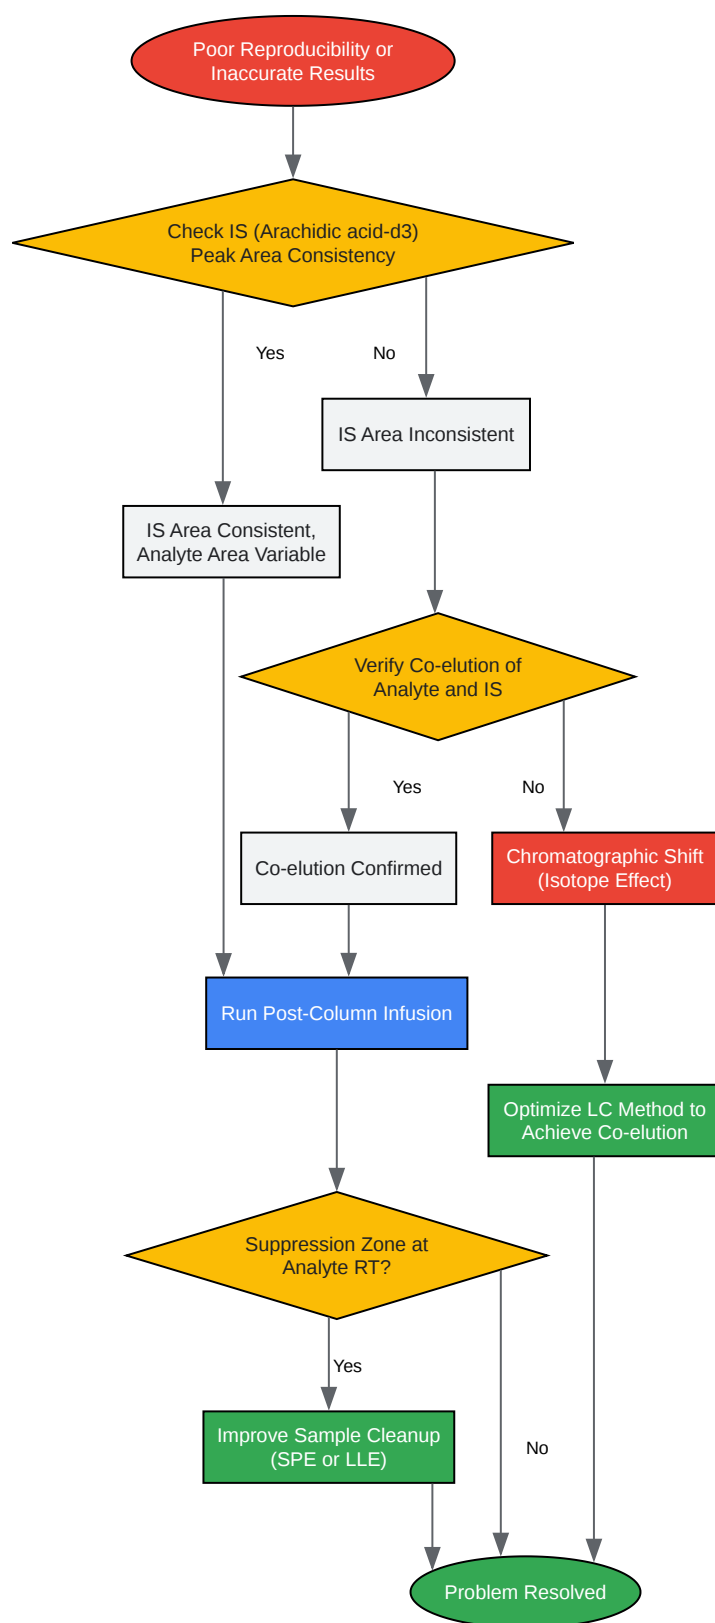 Poor Reproducibility or
Inaccurate Results
Check IS (Arachidic acid-d3)
Peak Area Consistency
Yes
No
IS Area Inconsistent
IS Area Consistent,
Analyte Area Variable
Verify Co-elution of
Analyte and IS
Yes
No
Co-elution Confirmed
Chromatographic Shift
(Isotope Effect)
Run Post-Column Infusion
Optimize LC Method to
Achieve Co-elution
Suppression Zone at
Analyte RT?
Yes
Improve Sample Cleanup
(SPE or LLE)
No
Problem Resolved